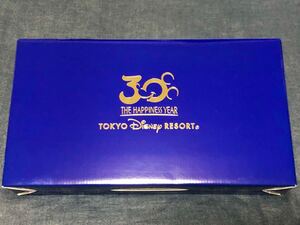 30
THE HAPPINESS YEAR
TOKYO Disney RESORT®